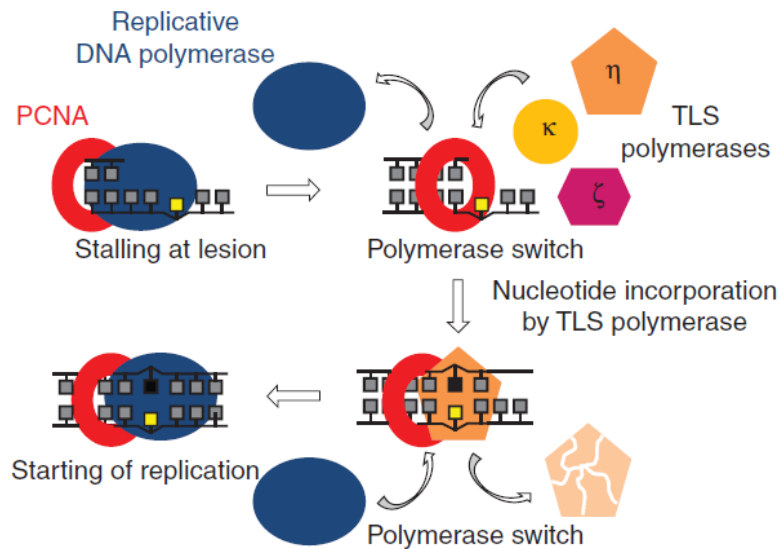 Replicative
DNA polymerase
PCNA
η
κ
ζ
TLS
polymerases
Stalling at lesion
Polymerase switch
Nucleotide incorporation
by TLS polymerase
Starting of replication
Polymerase switch